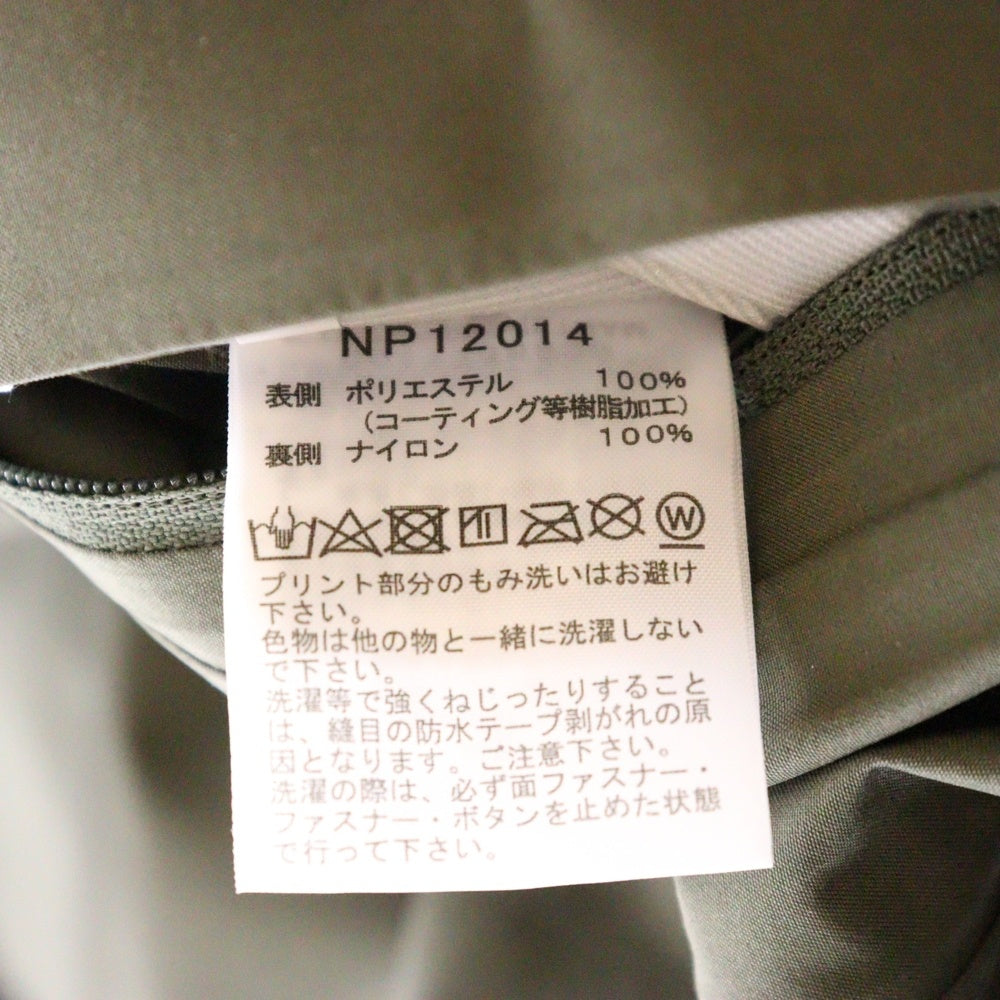 NP12014
表側 ポリエステル 100%
(コーティング等樹脂加工)
裏側 ナイロン 100%
W
プリント部分のもみ洗いはお避け
下さい。
色物は他の物と一緒に洗濯しない
で下さい。
洗濯等で強くねじったりすること
は、縫目の防水テープ剥がれの原
因となります。ご注意下さい。
洗濯の際は、必ず面ファスナー・
ファスナー・ボタンを止めた状態
で行って下さい。